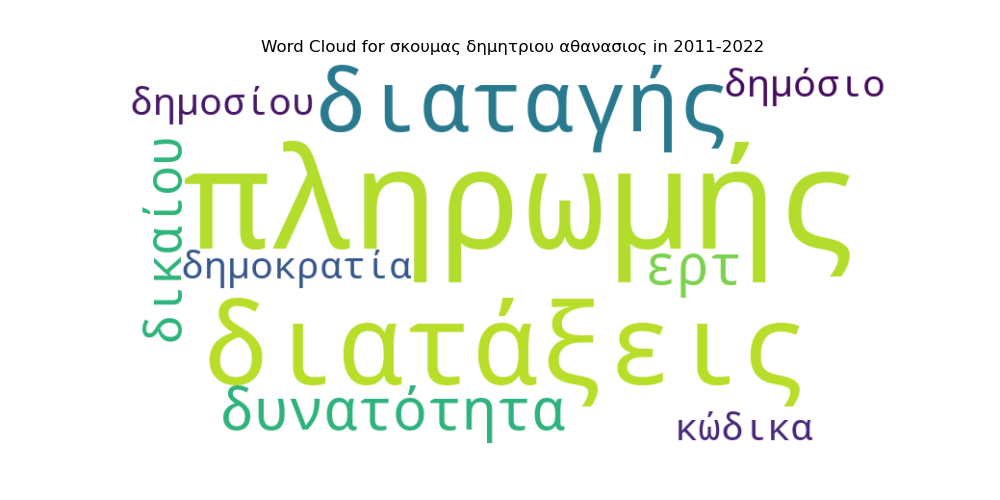 Word Cloud for σκουμας δημητριου αθανασιος in 2011-2022
δημοσίου
διαταγής
δημόσιο
δικαίου
πληρωμής
δημοκρατία
ερτ
διατάξεις
δυνατότητα
κώδικα